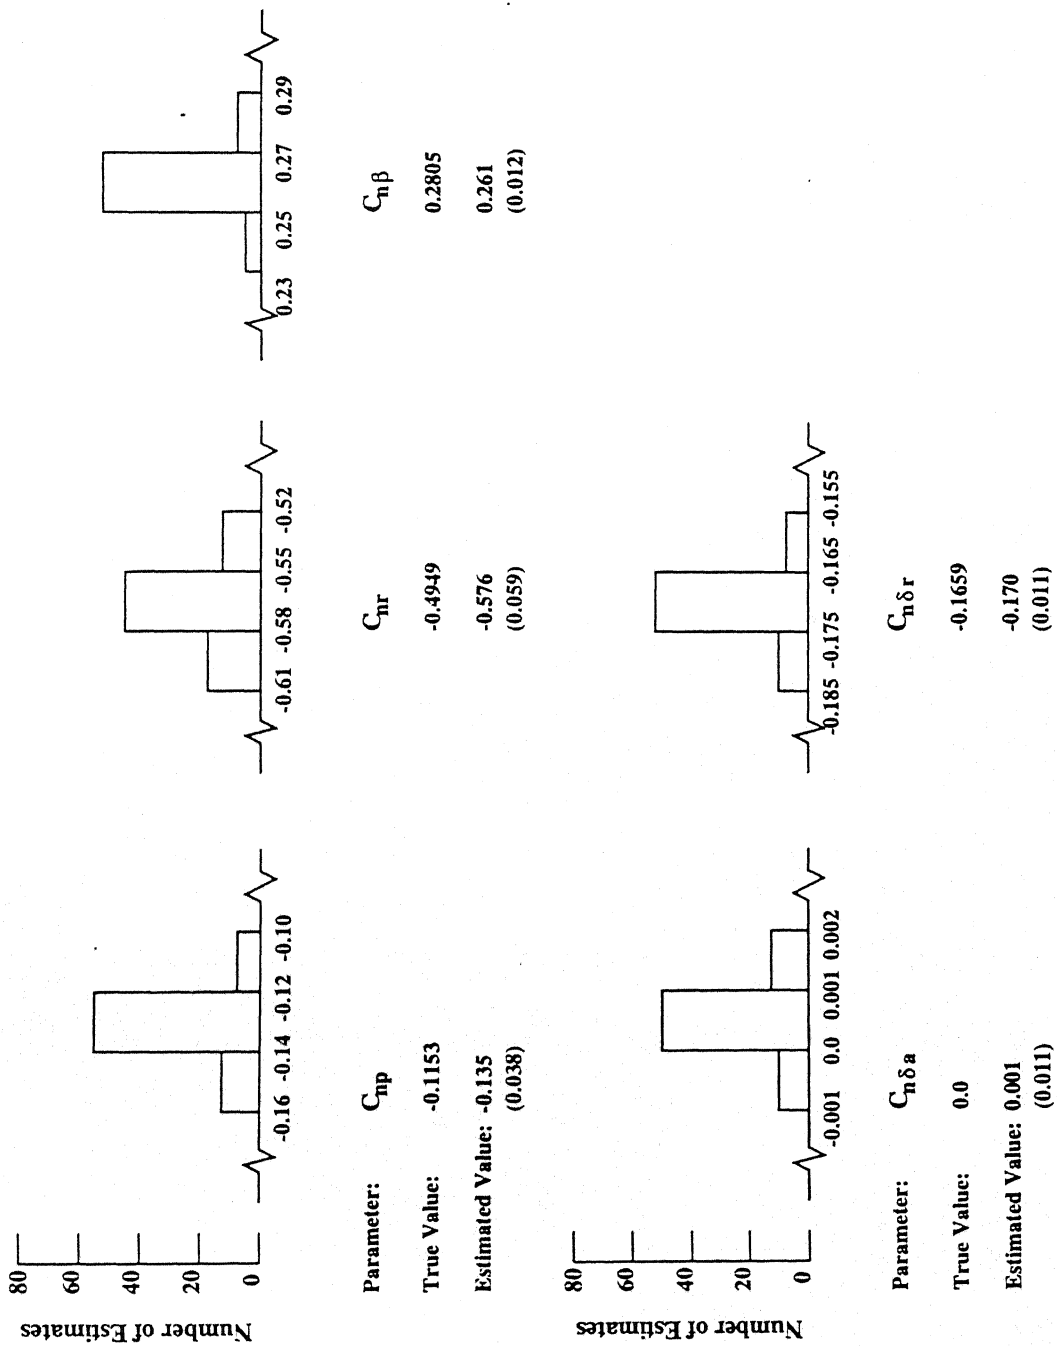 Number of Estimates
80
60
40
20
0
-0.16 -0.14 -0.12 -0.10
-0.61 -0.58 -0.55 -0.52
0.23 0.25 0.27 0.29
Parameter: Cnp Cnr Cnβ
True Value: -0.1153 -0.4949 0.2805
Estimated Value: -0.135 -0.576 0.261
(0.038) (0.059) (0.012)
Number of Estimates
80
60
40
20
0
-0.001 0.0 0.001 0.002
-0.185 -0.175 -0.165 -0.155
Parameter: Cnδa Cnδr
True Value: 0.0 -0.1659
Estimated Value: 0.001 -0.170
(0.011) (0.011)